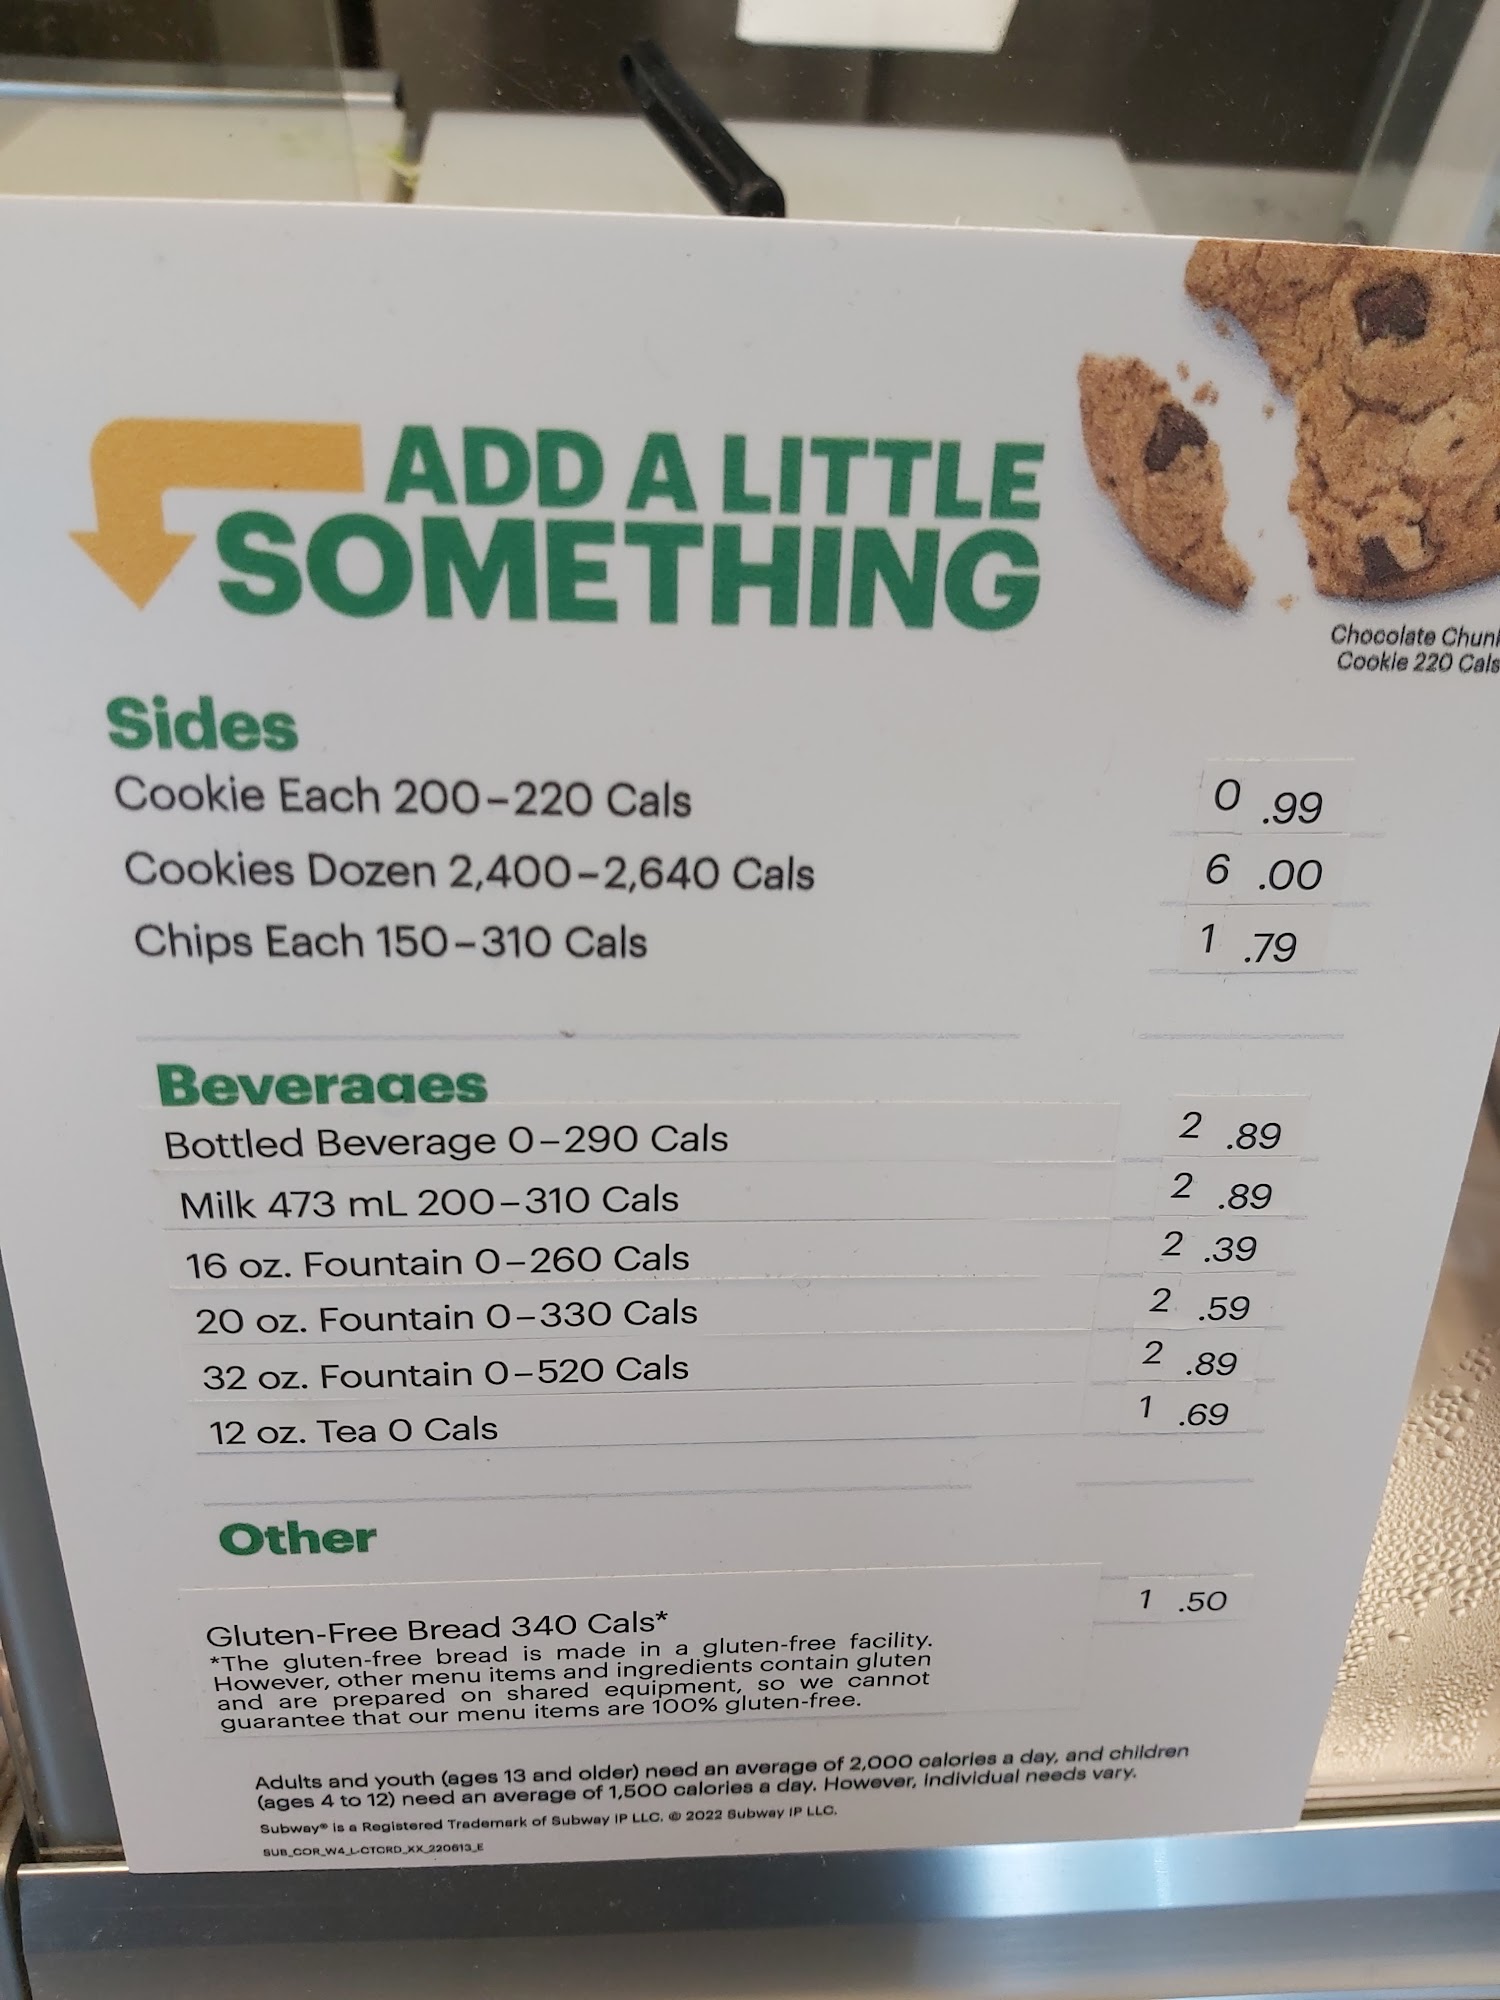 ADD A LITTLE
SOMETHING
Chocolate Chunk
Cookie 220 Cals
Sides
Cookie Each 200–220 Cals 0 .99
Cookies Dozen 2,400–2,640 Cals 6 .00
Chips Each 150–310 Cals 1 .79
Beverages
Bottled Beverage 0–290 Cals 2 .89
Milk 473 mL 200–310 Cals 2 .89
16 oz. Fountain 0–260 Cals 2 .39
20 oz. Fountain 0–330 Cals 2 .59
32 oz. Fountain 0–520 Cals 2 .89
12 oz. Tea 0 Cals 1 .69
Other
Gluten-Free Bread 340 Cals* 1 .50
*The gluten-free bread is made in a gluten-free facility.
However, other menu items and ingredients contain gluten
and are prepared on shared equipment, so we cannot
guarantee that our menu items are 100% gluten-free.
Adults and youth (ages 13 and older) need an average of 2,000 calories a day, and children
(ages 4 to 12) need an average of 1,500 calories a day. However, individual needs vary.
Subway® is a Registered Trademark of Subway IP LLC. © 2022 Subway IP LLC.
SUB_COR_W4_L-CTCRD_XX_220613_E